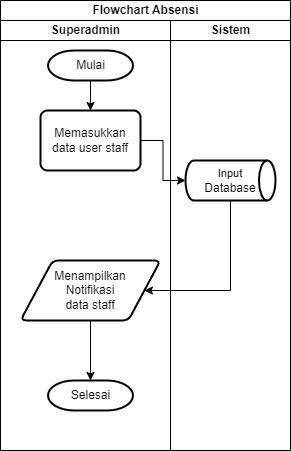 Flowchart Absensi
Superadmin
Sistem
Mulai
Memasukkan
data user staff
Input
Database
Menampilkan
Notifikasi
data staff
Selesai